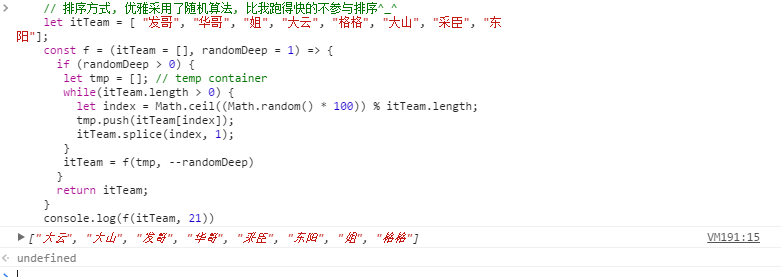 // 排序方式, 优雅采用了随机算法, 比我跑得快的不参与排序^_^
let itTeam = [ "发哥", "华哥", "姐", "大云", "格格", "大山", "采臣", "东
阳"];
const f = (itTeam = [], randomDeep = 1) => {
if (randomDeep > 0) {
let tmp = []; // temp container
while(itTeam.length > 0) {
let index = Math.ceil((Math.random() * 100)) % itTeam.length;
tmp.push(itTeam[index]);
itTeam.splice(index, 1);
}
itTeam = f(tmp, --randomDeep)
}
return itTeam;
}
console.log(f(itTeam, 21))
["大云", "大山", "发哥", "华哥", "采臣", "东阳", "姐", "格格"] VM191:15
undefined